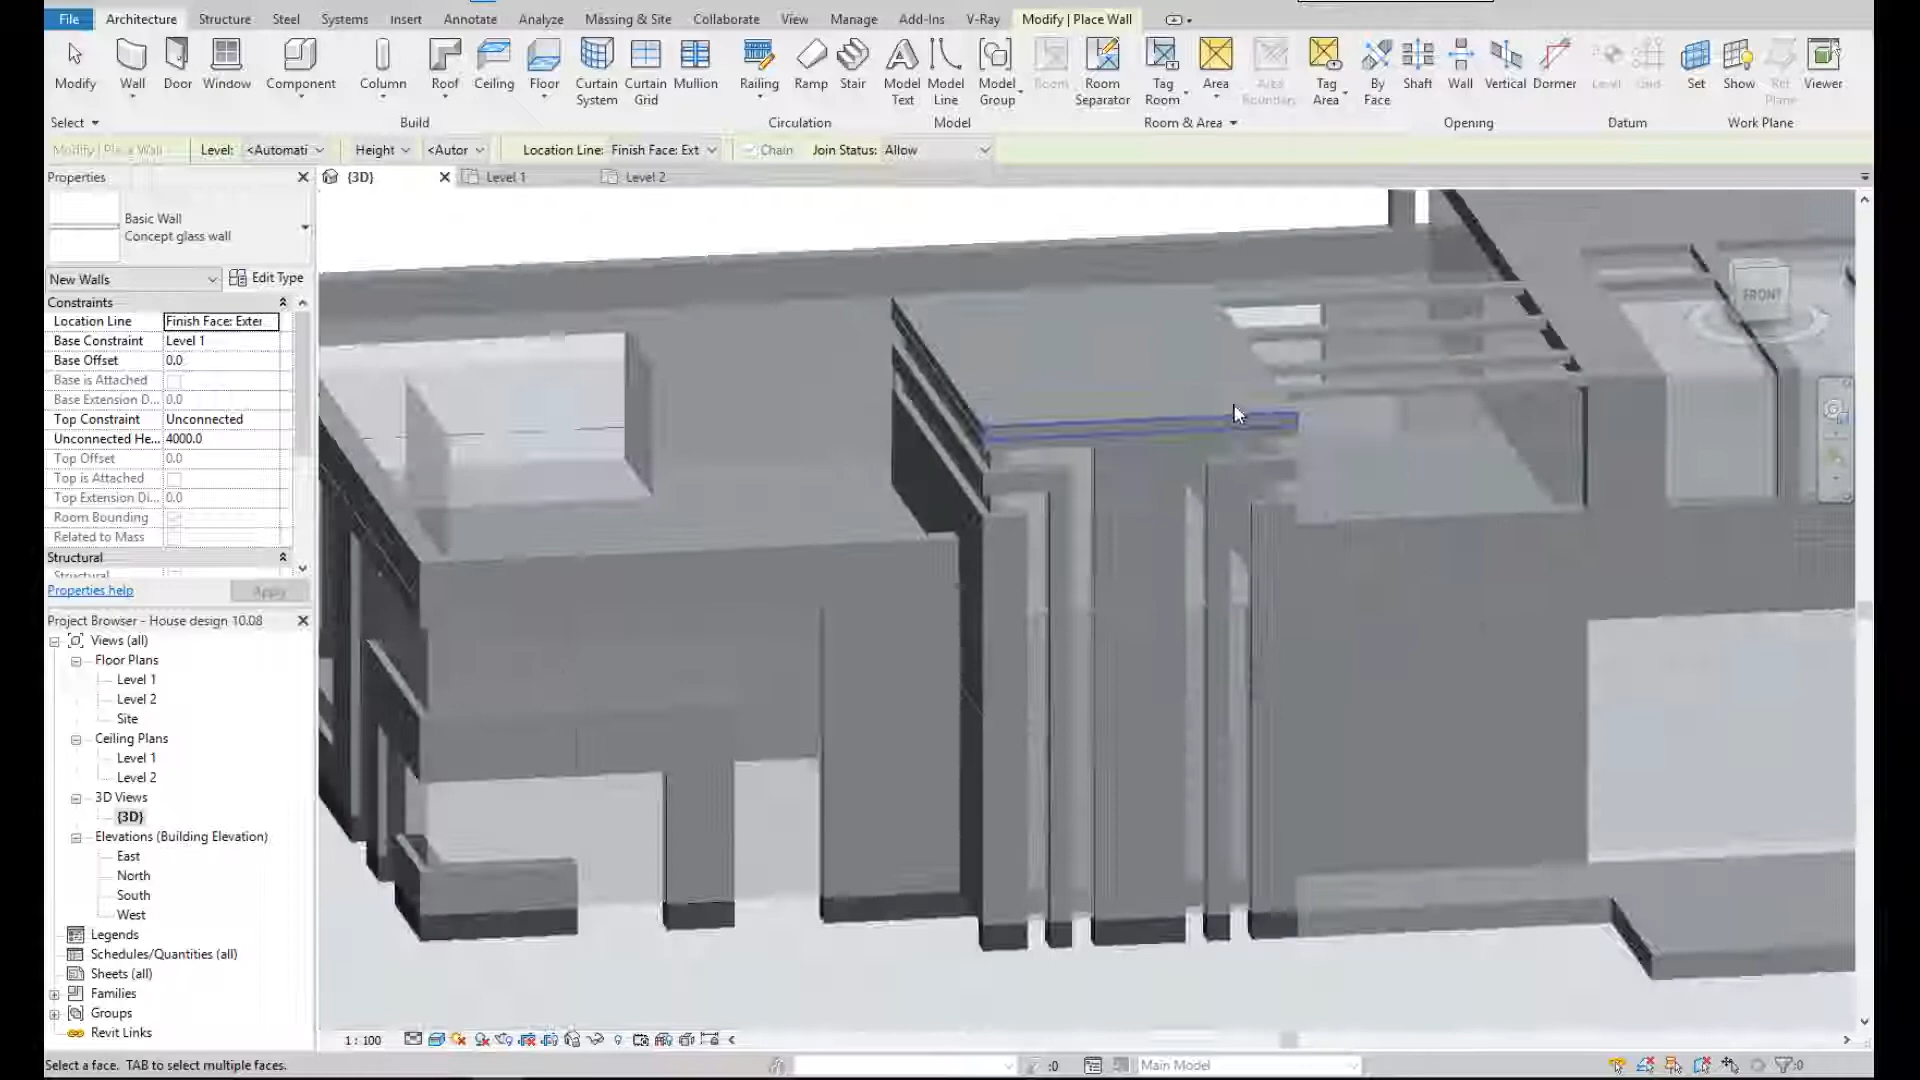 File Architecture Structure Steel Systems Insert Annotate Analyze Massing & Site Collaborate View Manage Add-Ins V-Ray Modify | Place Wall
Modify Wall Door Window Component Column Roof Ceiling Floor Curtain System Curtain Grid Mullion Railing Ramp Stair Model Text Model Line Model Group Room Room Separator Tag Room Area Area Boundary Tag Area By Face Shaft Wall Vertical Dormer Level Grid Set Show Ref Plane Viewer
Select Build Circulation Model Room & Area Opening Datum Work Plane
Modify | Place Wall Level: <Automati Height <Autor Location Line: Finish Face: Ext Chain Join Status: Allow
Properties {3D} Level 1 Level 2
Basic Wall
Concept glass wall
New Walls Edit Type
Constraints
Location Line Finish Face: Exter
Base Constraint Level 1
Base Offset 0.0
Base is Attached
Base Extension D... 0.0
Top Constraint Unconnected
Unconnected He... 4000.0
Top Offset 0.0
Top is Attached
Top Extension Di... 0.0
Room Bounding
Related to Mass
Structural
Structural
Properties help Apply
Project Browser - House design 10.08
Views (all)
Floor Plans
Level 1
Level 2
Site
Ceiling Plans
Level 1
Level 2
3D Views
{3D}
Elevations (Building Elevation)
East
North
South
West
Legends
Schedules/Quantities (all)
Sheets (all)
Families
Groups
Revit Links
FRONT
1 : 100
Select a face. TAB to select multiple faces. :0 Main Model :0